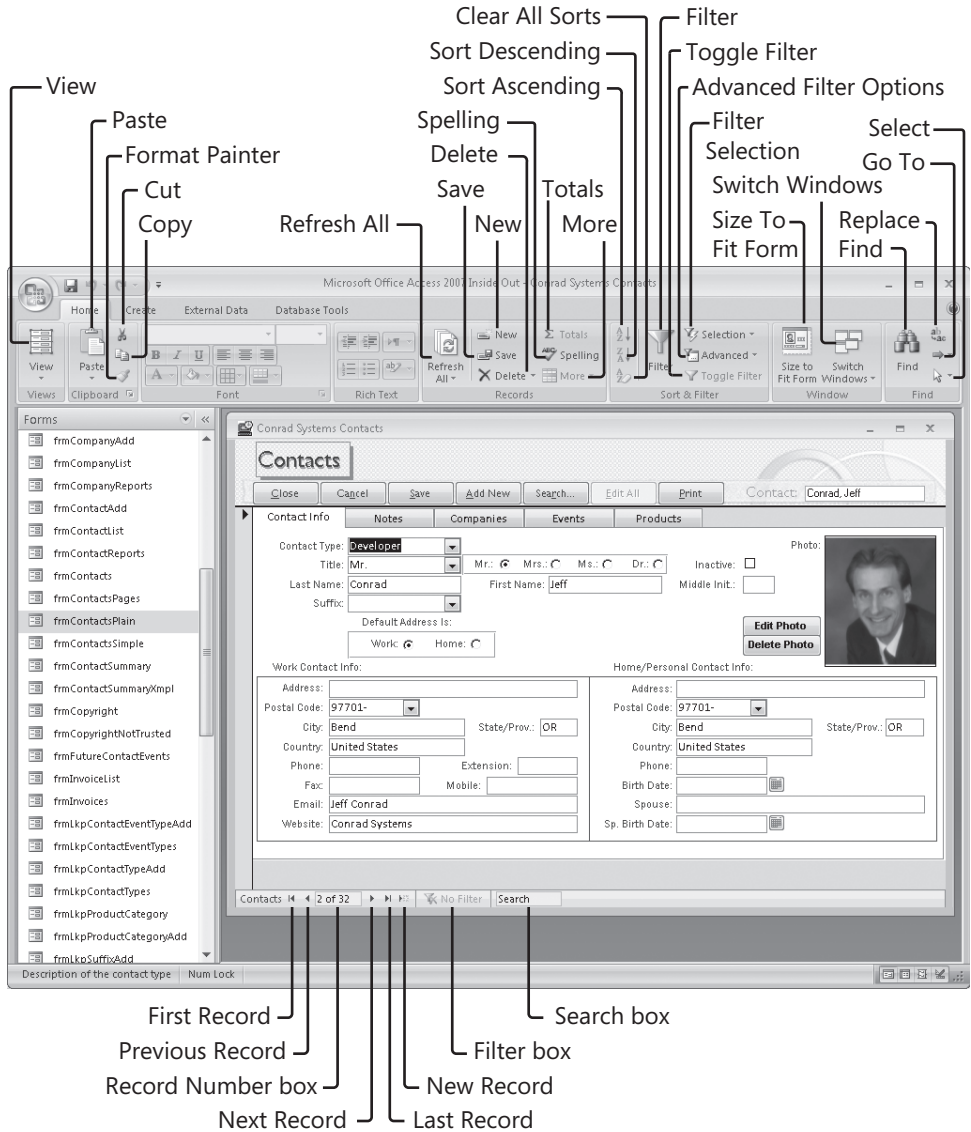 Clear All Sorts
Filter
Sort Descending
Toggle Filter
View
Sort Ascending
Advanced Filter Options
Paste
Spelling
Filter
Selection
Select
Format Painter
Delete
Go To
Cut
Save
Totals
Switch Windows
Copy
Refresh All
New
More
Size To
Fit Form
Replace
Find
Microsoft Office Access 2007 Inside Out - Conrad Systems Contacts
Home Create External Data Database Tools
View
Paste
B I U
A
Refresh
All
New
Save
Delete
Σ Totals
Spelling
More
Filter
Selection
Advanced
Toggle Filter
Size to
Fit Form
Switch
Windows
Find
Views Clipboard Font Rich Text Records Sort & Filter Window Find
Forms
frmCompanyAdd
frmCompanyList
frmCompanyReports
frmContactAdd
frmContactList
frmContactReports
frmContacts
frmContactsPages
frmContactsPlain
frmContactsSimple
frmContactSummary
frmContactSummaryXmpl
frmCopyright
frmCopyrightNotTrusted
frmFutureContactEvents
frmInvoiceList
frmInvoices
frmLkpContactEventTypeAdd
frmLkpContactEventTypes
frmLkpContactTypeAdd
frmLkpContactTypes
frmLkpProductCategory
frmLkpProductCategoryAdd
frmLkpSuffixAdd
Conrad Systems Contacts
Contacts
Close Cancel Save Add New Search... Edit All Print Contact: Conrad, Jeff
Contact Info Notes Companies Events Products
Contact Type: Developer
Photo:
Title: Mr. Mr.: Mrs.: Ms.: Dr.: Inactive:
Last Name: Conrad First Name: Jeff Middle Init.:
Suffix:
Default Address Is:
Work: Home:
Edit Photo
Delete Photo
Work Contact Info:
Address:
Postal Code: 97701-
City: Bend State/Prov.: OR
Country: United States
Phone: Extension:
Fax: Mobile:
Email: Jeff Conrad
Website: Conrad Systems
Home/Personal Contact Info:
Address:
Postal Code: 97701-
City: Bend State/Prov.: OR
Country: United States
Phone:
Birth Date:
Spouse:
Sp. Birth Date:
Contacts 2 of 32 No Filter Search
Description of the contact type Num Lock
First Record
Search box
Previous Record
Filter box
Record Number box
New Record
Next Record
Last Record